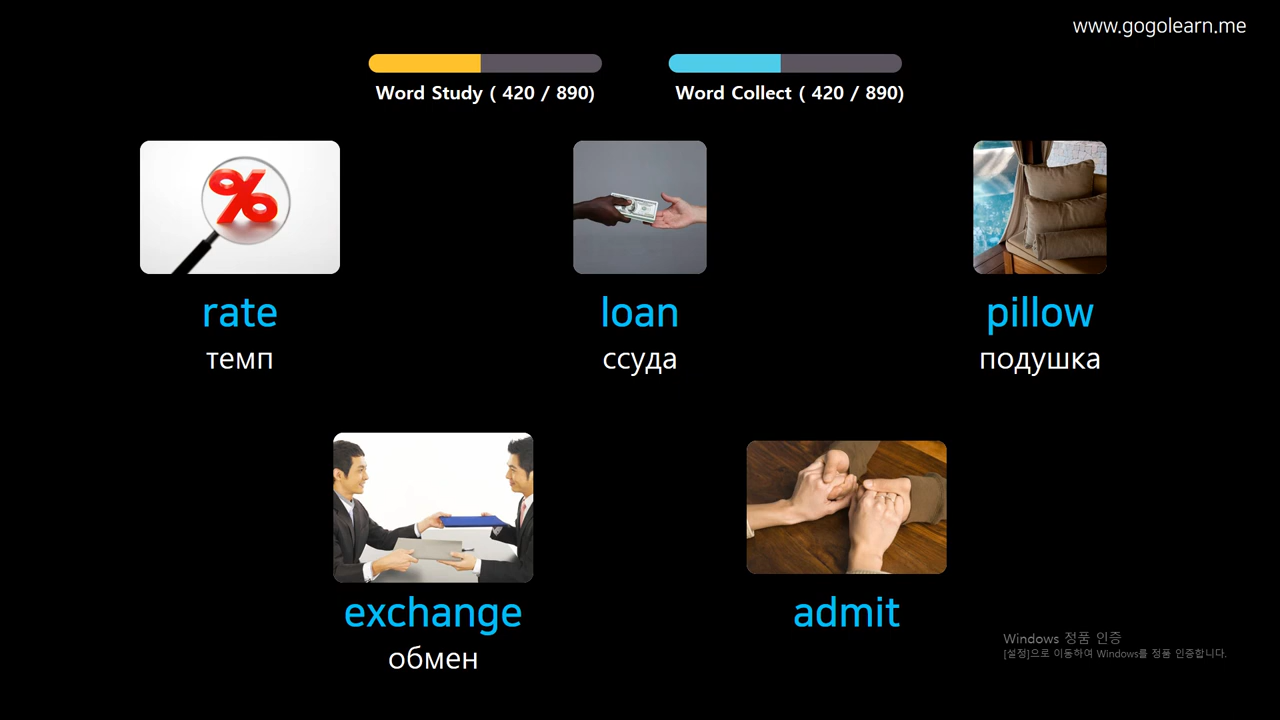 www.gogolearn.me
Word Study ( 420 / 890)
Word Collect ( 420 / 890)
%
rate
темп
loan
ссуда
pillow
подушка
exchange
обмен
admit
Windows 정품 인증
[설정]으로 이동하여 Windows를 정품 인증합니다.